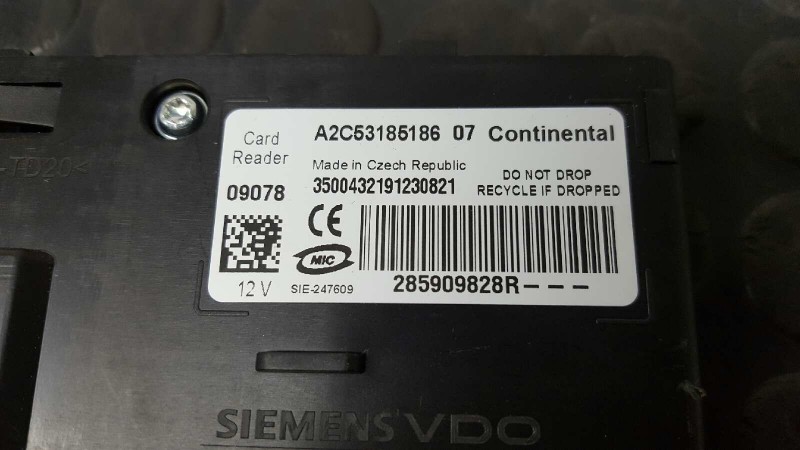 Card Reader
A2C53185186 07 Continental
Made in Czech Republic
09078
3500432191230821
DO NOT DROP
RECYCLE IF DROPPED
CE
MIC
12 V
SIE-247609
285909828R---
-TD20<
SIEMENS VDO